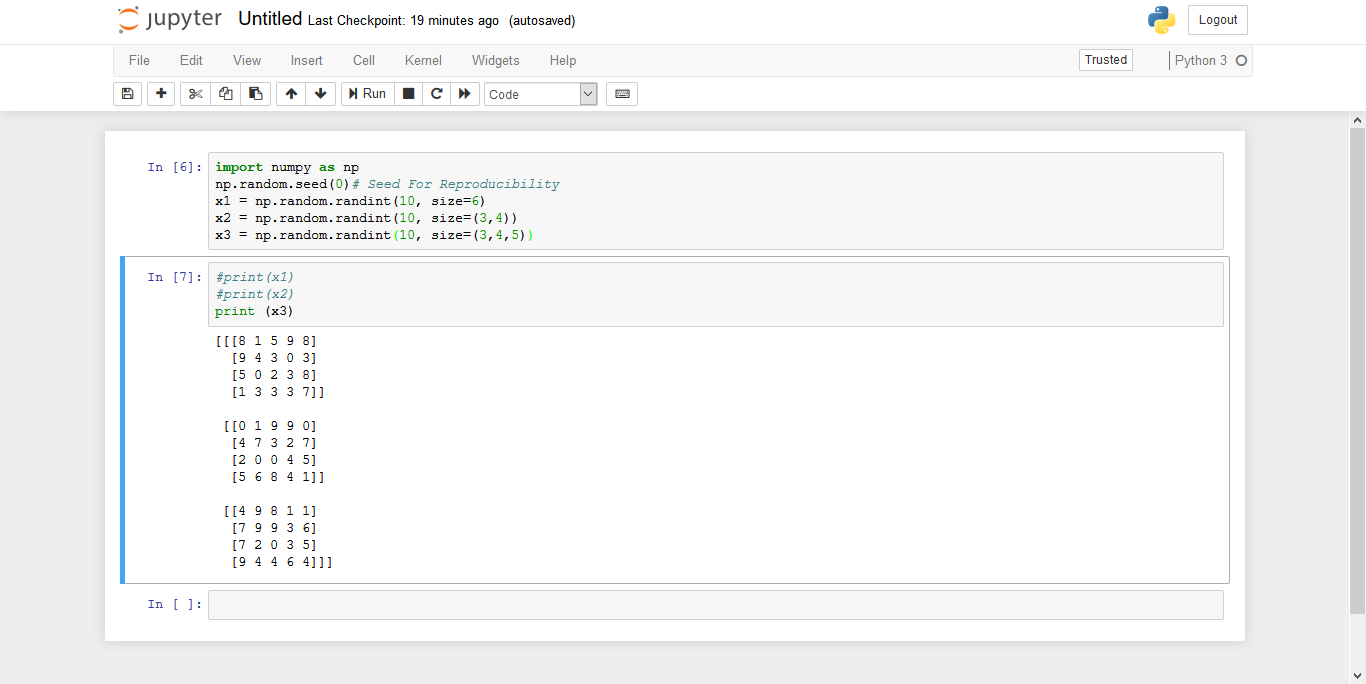 jupyter Untitled Last Checkpoint: 19 minutes ago (autosaved) Logout
File Edit View Insert Cell Kernel Widgets Help Trusted Python 3
Run Code
In [6]: import numpy as np
np.random.seed(0)# Seed For Reproducibility
x1 = np.random.randint(10, size=6)
x2 = np.random.randint(10, size=(3,4))
x3 = np.random.randint(10, size=(3,4,5))
In [7]: #print(x1)
#print(x2)
print (x3)
[[[8 1 5 9 8]
[9 4 3 0 3]
[5 0 2 3 8]
[1 3 3 3 7]]
[[0 1 9 9 0]
[4 7 3 2 7]
[2 0 0 4 5]
[5 6 8 4 1]]
[[4 9 8 1 1]
[7 9 9 3 6]
[7 2 0 3 5]
[9 4 4 6 4]]]
In [ ]: